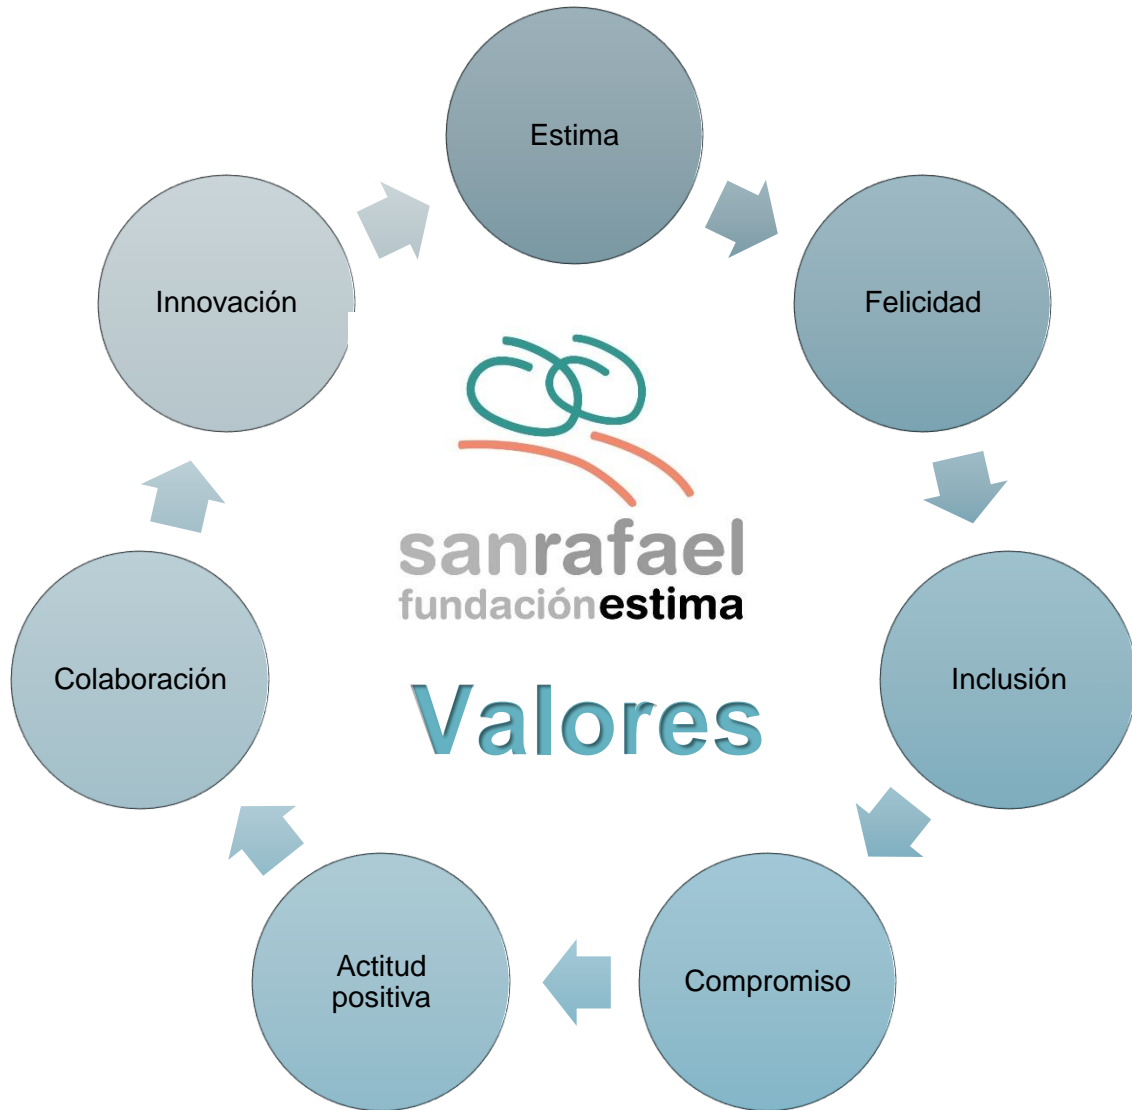 Estima
Felicidad
Inclusión
Compromiso
Actitud
positiva
Colaboración
Innovación
sanrafael
fundaciónestima
Valores